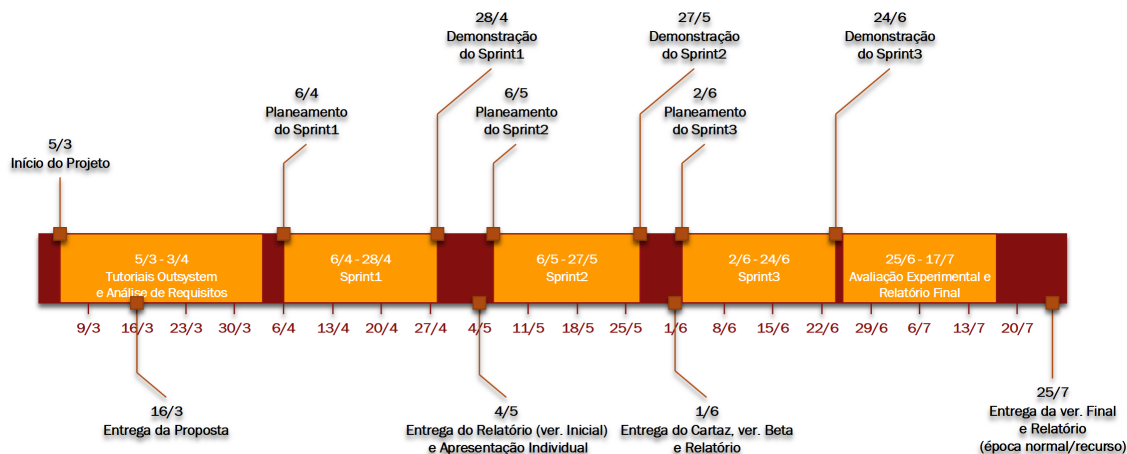 28/4
Demonstração
do Sprint1
27/5
Demonstração
do Sprint2
24/6
Demonstração
do Sprint3
6/4
Planeamento
do Sprint1
6/5
Planeamento
do Sprint2
2/6
Planeamento
do Sprint3
5/3
Início do Projeto
5/3 - 3/4
Tutoriais Outsystem
e Análise de Requisitos
6/4 - 28/4
Sprint1
6/5 - 27/5
Sprint2
2/6 - 24/6
Sprint3
25/6 - 17/7
Avaliação Experimental e
Relatório Final
9/3 16/3 23/3 30/3 6/4 13/4 20/4 27/4 4/5 11/5 18/5 25/5 1/6 8/6 15/6 22/6 29/6 6/7 13/7 20/7
16/3
Entrega da Proposta
4/5
Entrega do Relatório (ver. Inicial)
e Apresentação Individual
1/6
Entrega do Cartaz, ver. Beta
e Relatório
25/7
Entrega da ver. Final
e Relatório
(época normal/recurso)